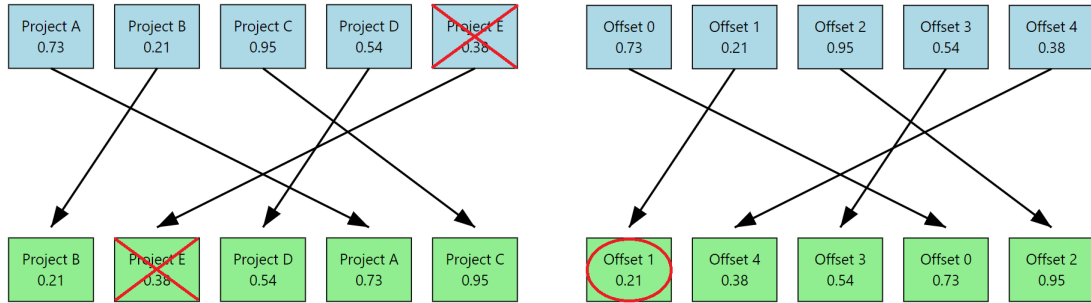 Project A
0.73
Project B
0.21
Project C
0.95
Project D
0.54
Project E
0.38
Offset 0
0.73
Offset 1
0.21
Offset 2
0.95
Offset 3
0.54
Offset 4
0.38
Project B
0.21
Project E
0.38
Project D
0.54
Project A
0.73
Project C
0.95
Offset 1
0.21
Offset 4
0.38
Offset 3
0.54
Offset 0
0.73
Offset 2
0.95